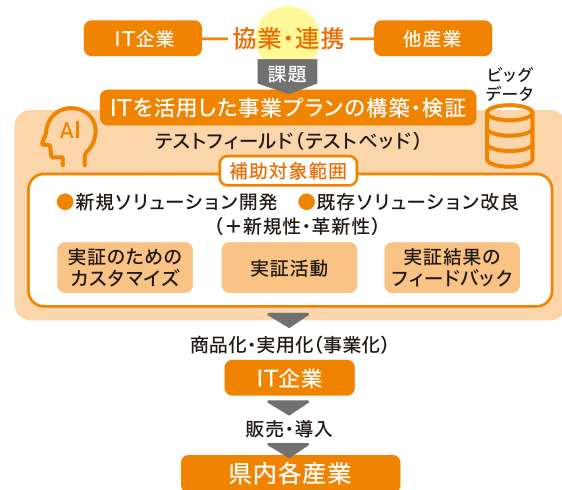 IT企業
協業・連携
他産業
課題
ビッグ
データ
AI
ITを活用した事業プランの構築・検証
テストフィールド(テストベッド)
補助対象範囲
●新規ソリューション開発 ●既存ソリューション改良
(+新規性・革新性)
実証のための
カスタマイズ
実証活動
実証結果の
フィードバック
商品化・実用化(事業化)
IT企業
販売・導入
県内各産業